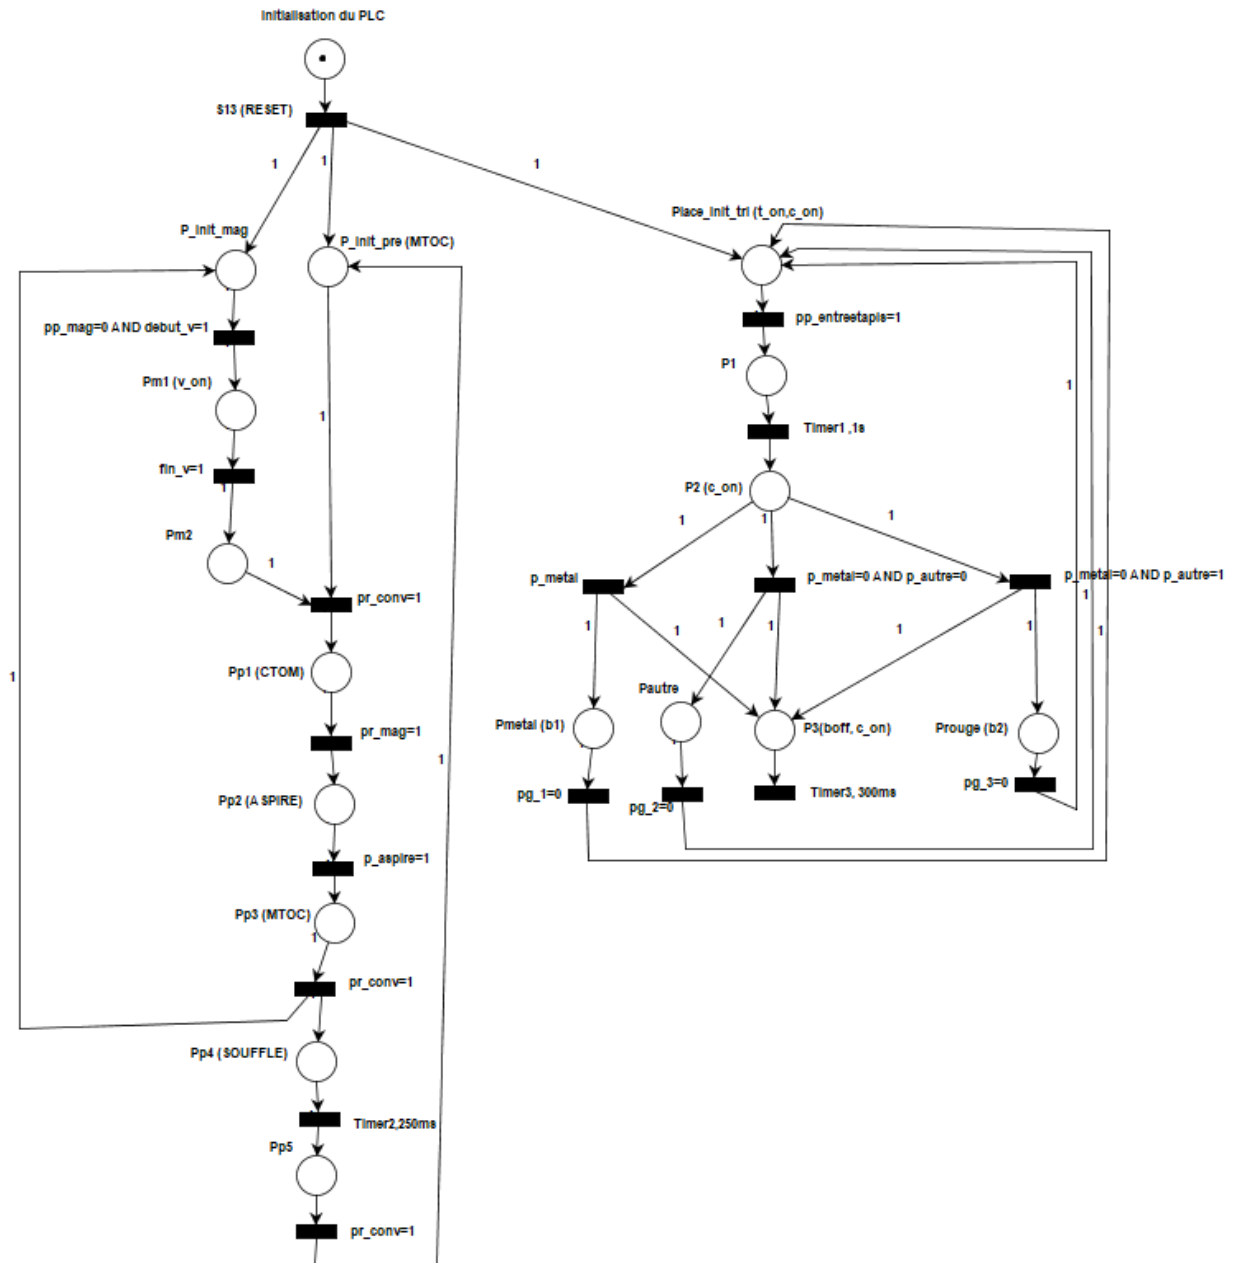 Initialisation du PLC
S13 (RESET)
1
1
1
P_init_mag
P_init_pre (MTOC)
Place_init_tri (t_on,c_on)
pp_mag=0 AND debut_v=1
pp_entreetapis=1
Pm1 (v_on)
P1
1
1
Timer1 ,1s
fin_v=1
1
P2 (c_on)
1
1
1
Pm2
1
p_metal
p_metal=0 AND p_autre=0
p_metal=0 AND p_autre=1
pr_conv=1
1
1
1
1
1
1
1
1
Pp1 (CTOM)
1
Pautre
Pmetal (b1)
P3(boff, c_on)
Prouge (b2)
pr_mag=1
1
Pp2 (ASPIRE)
pg_1=0
pg_2=0
Timer3, 300ms
pg_3=0
p_aspire=1
Pp3 (MTOC)
1
pr_conv=1
Pp4 (SOUFFLE)
Timer2,250ms
Pp5
pr_conv=1